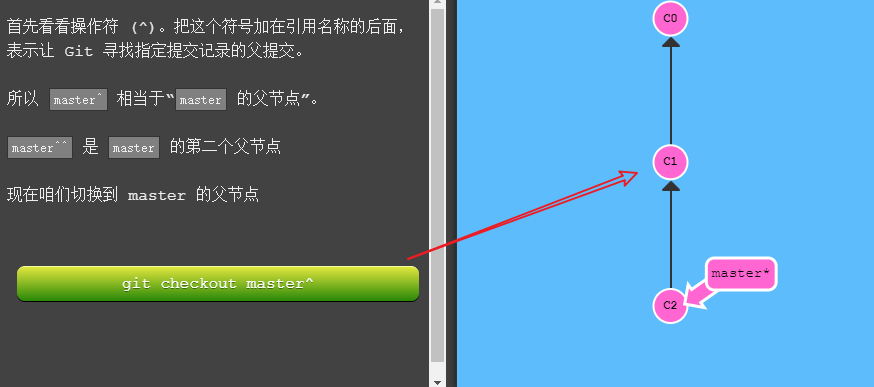 首先看看操作符 (^)。把这个符号加在引用名称的后面，
表示让 Git 寻找指定提交记录的父提交。
所以 master^ 相当于“master 的父节点”。
master^^ 是 master 的第二个父节点
现在咱们切换到 master 的父节点
git checkout master^
C0
C1
master*
C2